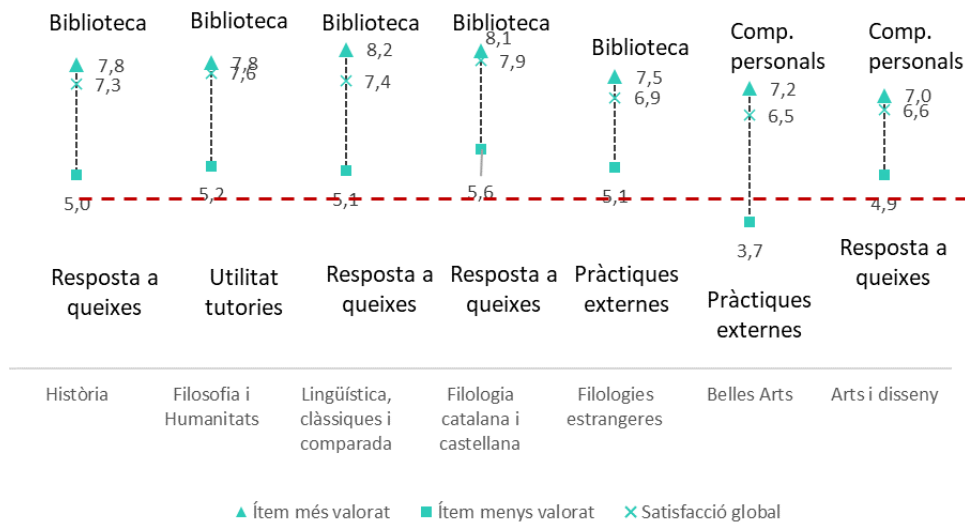 Biblioteca
Biblioteca
Biblioteca
Biblioteca
Biblioteca
Comp.
personals
Comp.
personals
7,8
7,3
7,8
7,6
8,2
7,4
8,1
7,9
7,5
6,9
7,2
6,5
7,0
6,6
5,0
5,2
5,1
5,6
5,1
3,7
4,9
Resposta a
queixes
Utilitat
tutories
Resposta a
queixes
Resposta a
queixes
Pràctiques
externes
Pràctiques
externes
Resposta a
queixes
Història
Filosofia i
Humanitats
Lingüística,
clàssiques i
comparada
Filologia
catalana i
castellana
Filologies
estrangeres
Belles Arts
Arts i disseny
Ítem més valorat
Ítem menys valorat
Satisfacció global